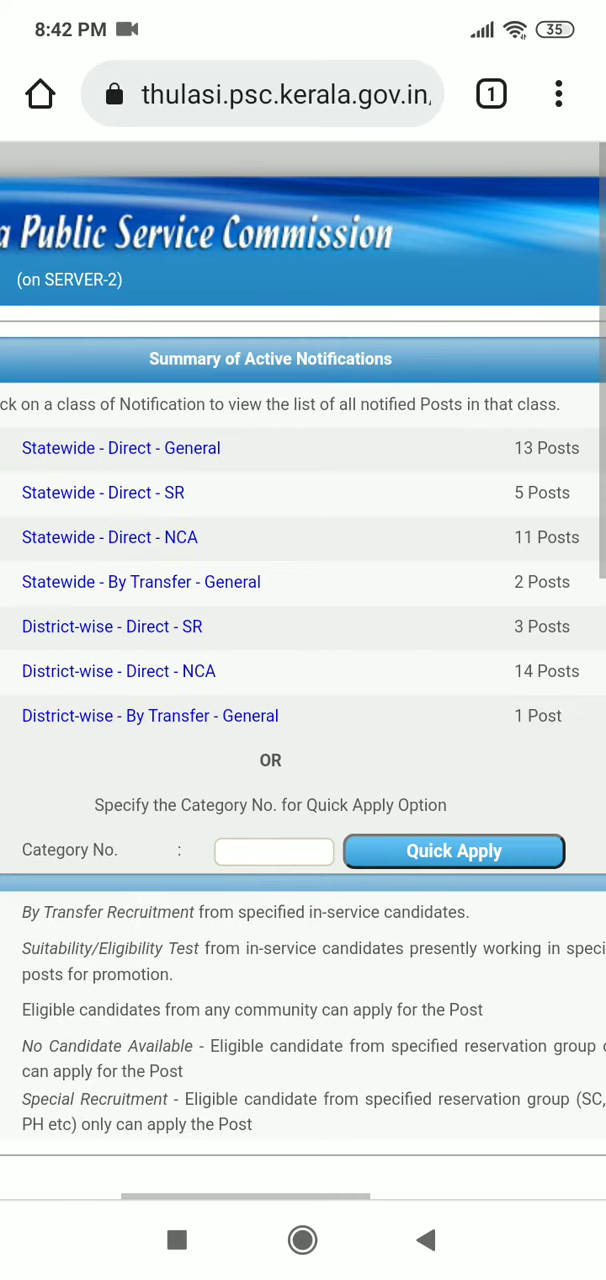 8:42 PM
35
thulasi.psc.kerala.gov.in
1
a Public Service Commission
(on SERVER-2)
Summary of Active Notifications
ck on a class of Notification to view the list of all notified Posts in that class.
Statewide - Direct - General 13 Posts
Statewide - Direct - SR 5 Posts
Statewide - Direct - NCA 11 Posts
Statewide - By Transfer - General 2 Posts
District-wise - Direct - SR 3 Posts
District-wise - Direct - NCA 14 Posts
District-wise - By Transfer - General 1 Post
OR
Specify the Category No. for Quick Apply Option
Category No. : Quick Apply
By Transfer Recruitment from specified in-service candidates.
Suitability/Eligibility Test from in-service candidates presently working in speci
posts for promotion.
Eligible candidates from any community can apply for the Post
No Candidate Available - Eligible candidate from specified reservation group
can apply for the Post
Special Recruitment - Eligible candidate from specified reservation group (SC,
PH etc) only can apply the Post